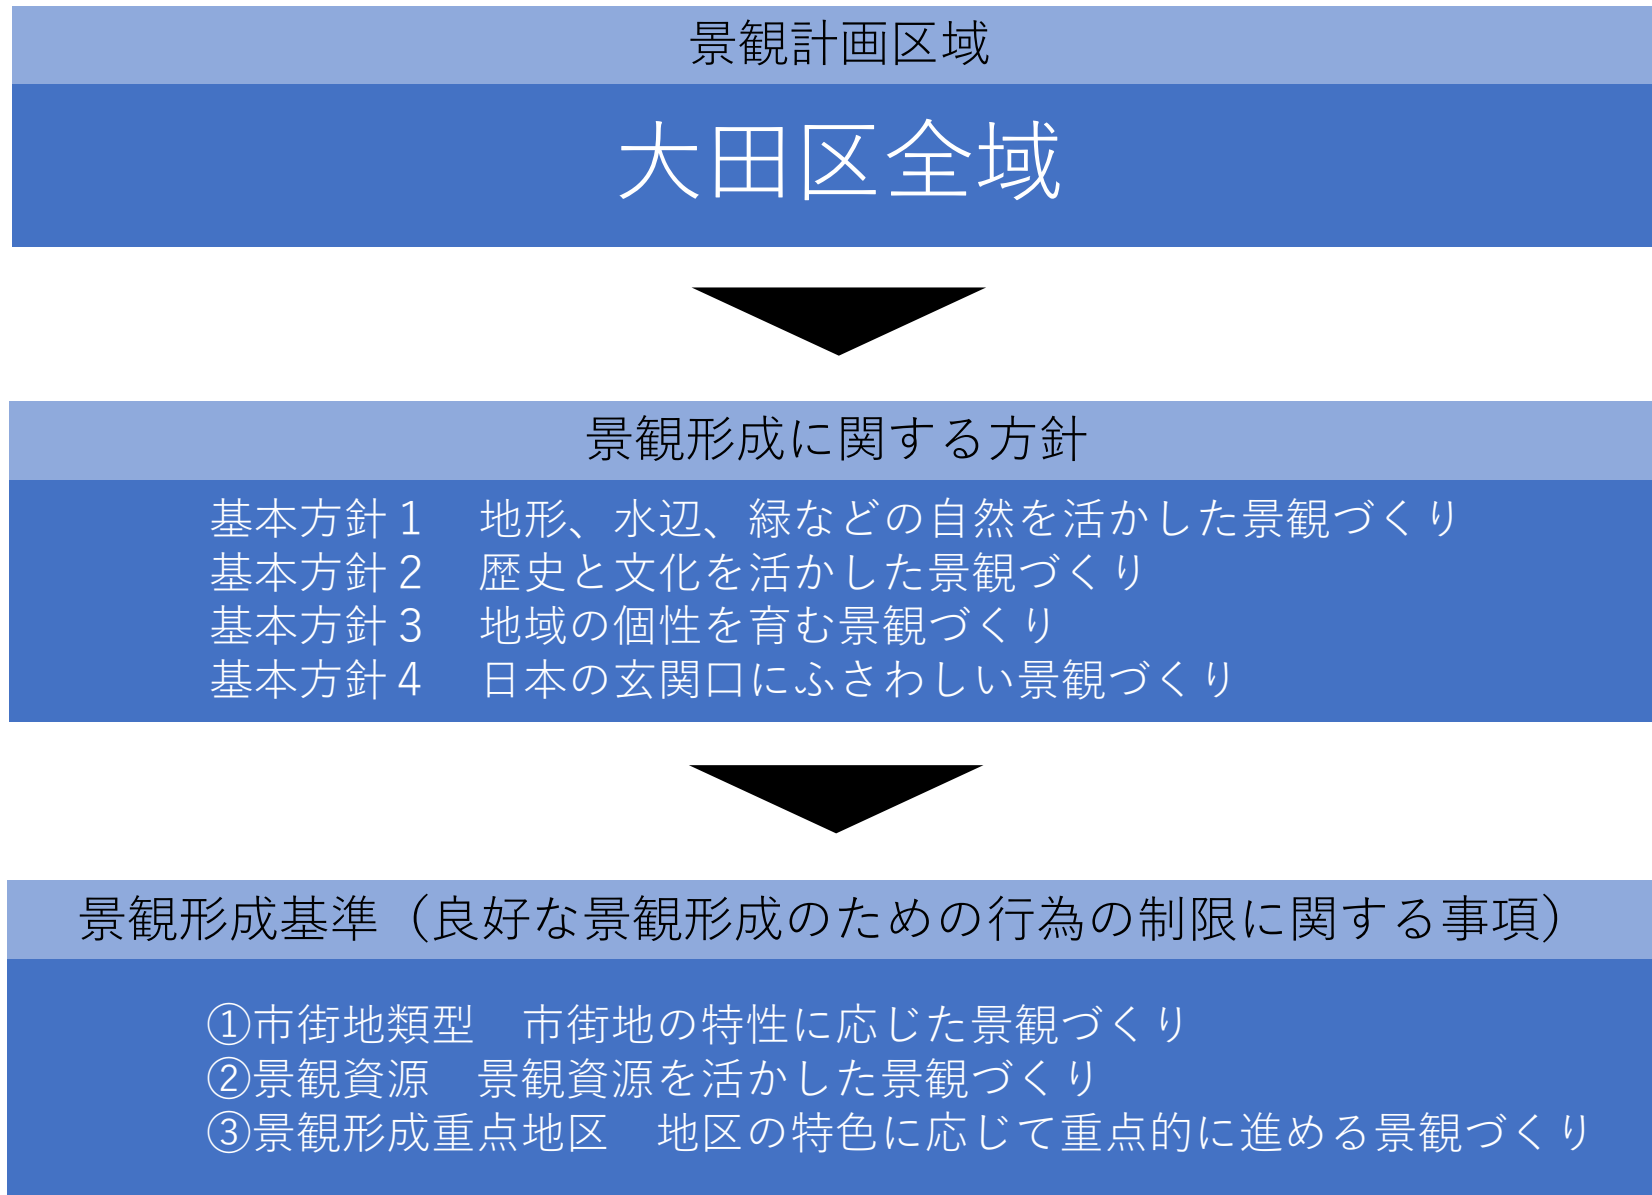 景観計画区域
大田区全域
景観形成に関する方針
基本方針１　地形、水辺、緑などの自然を活かした景観づくり
基本方針２　歴史と文化を活かした景観づくり
基本方針３　地域の個性を育む景観づくり
基本方針４　日本の玄関口にふさわしい景観づくり
景観形成基準（良好な景観形成のための行為の制限に関する事項）
①市街地類型　市街地の特性に応じた景観づくり
②景観資源　景観資源を活かした景観づくり
③景観形成重点地区　地区の特色に応じて重点的に進める景観づくり